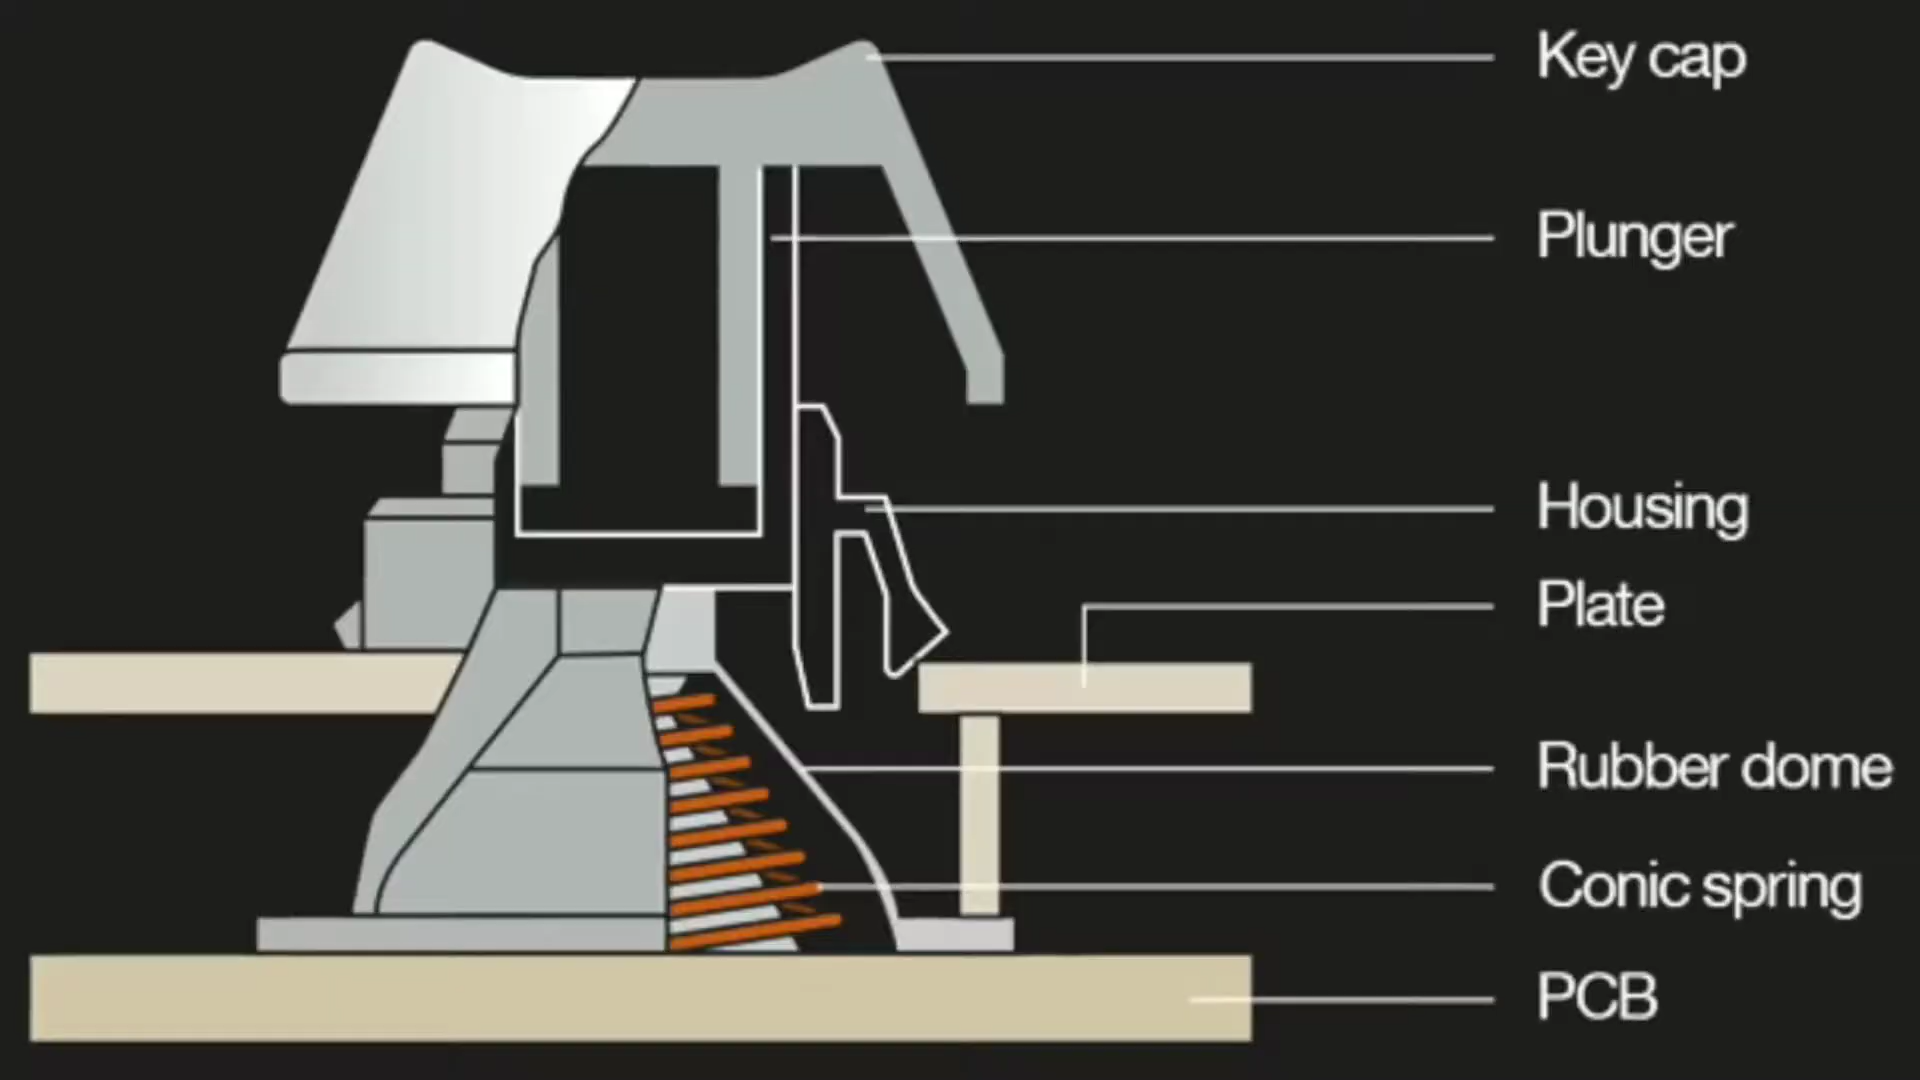 Key cap
Plunger
Housing
Plate
Rubber dome
Conic spring
PCB